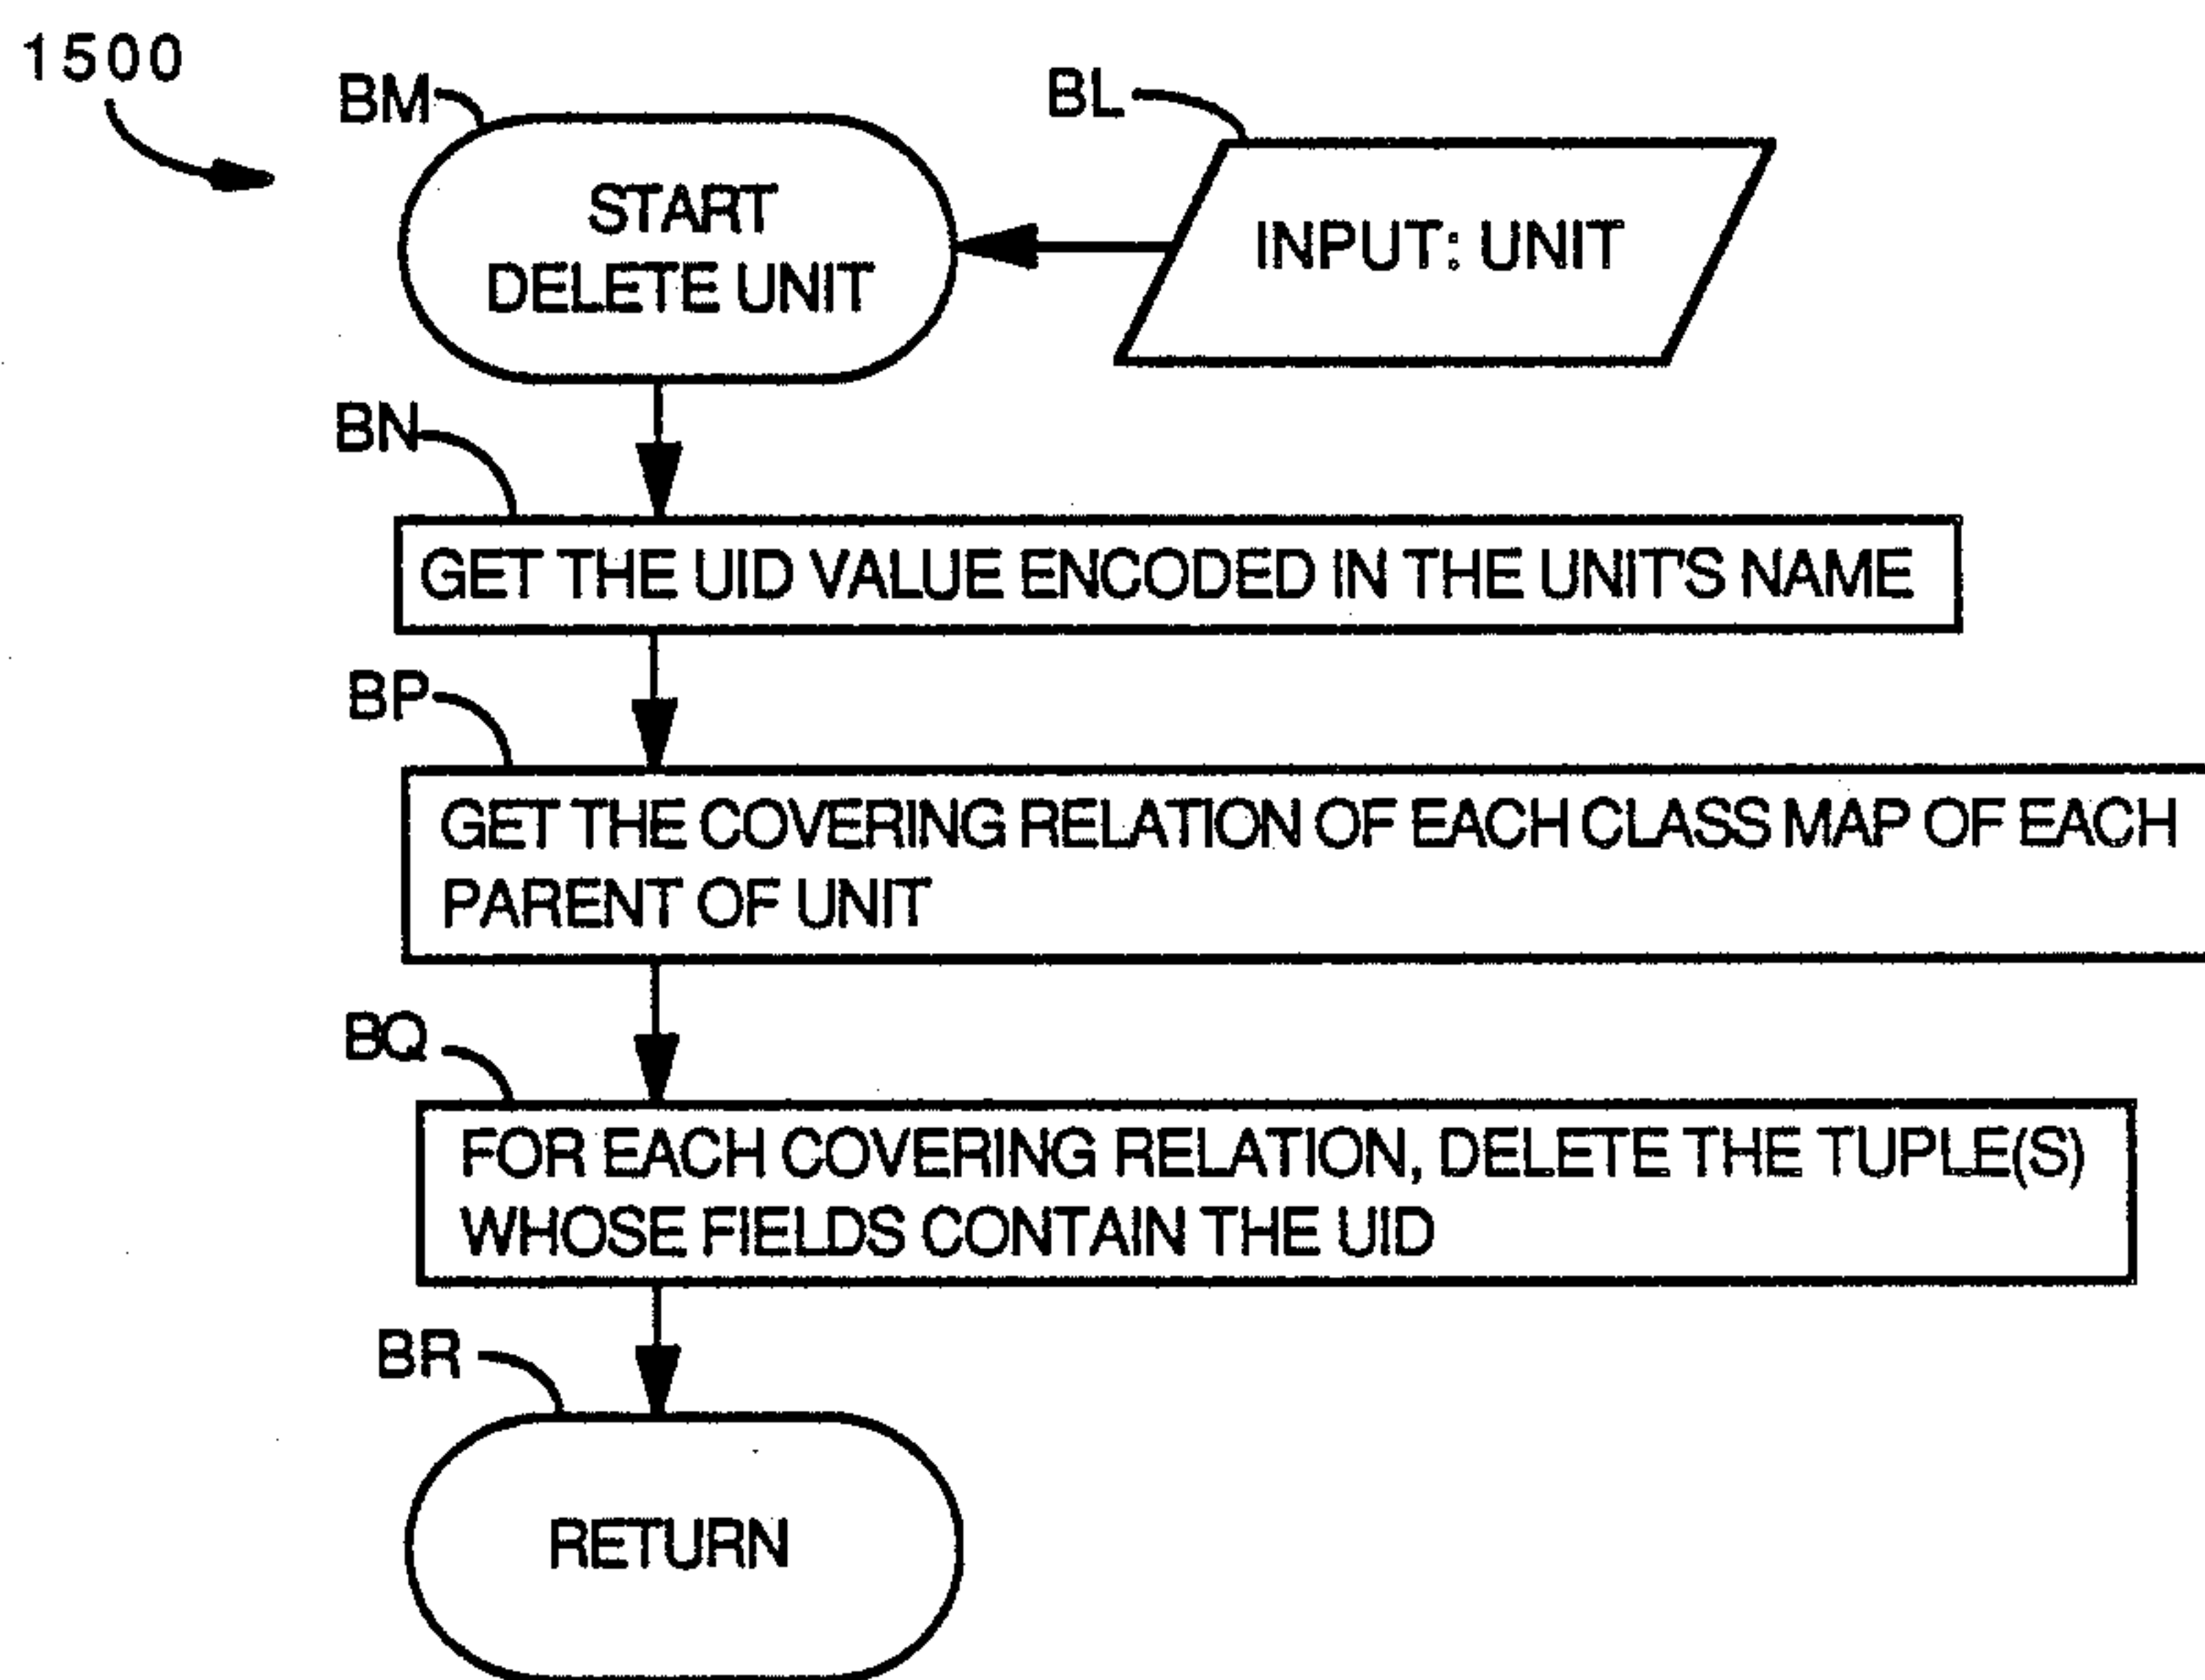 1500
BM
BL
START
DELETE UNIT
INPUT: UNIT
BN
GET THE UID VALUE ENCODED IN THE UNIT'S NAME
BP
GET THE COVERING RELATION OF EACH CLASS MAP OF EACH
PARENT OF UNIT
BQ
FOR EACH COVERING RELATION, DELETE THE TUPLE(S)
WHOSE FIELDS CONTAIN THE UID
BR
RETURN